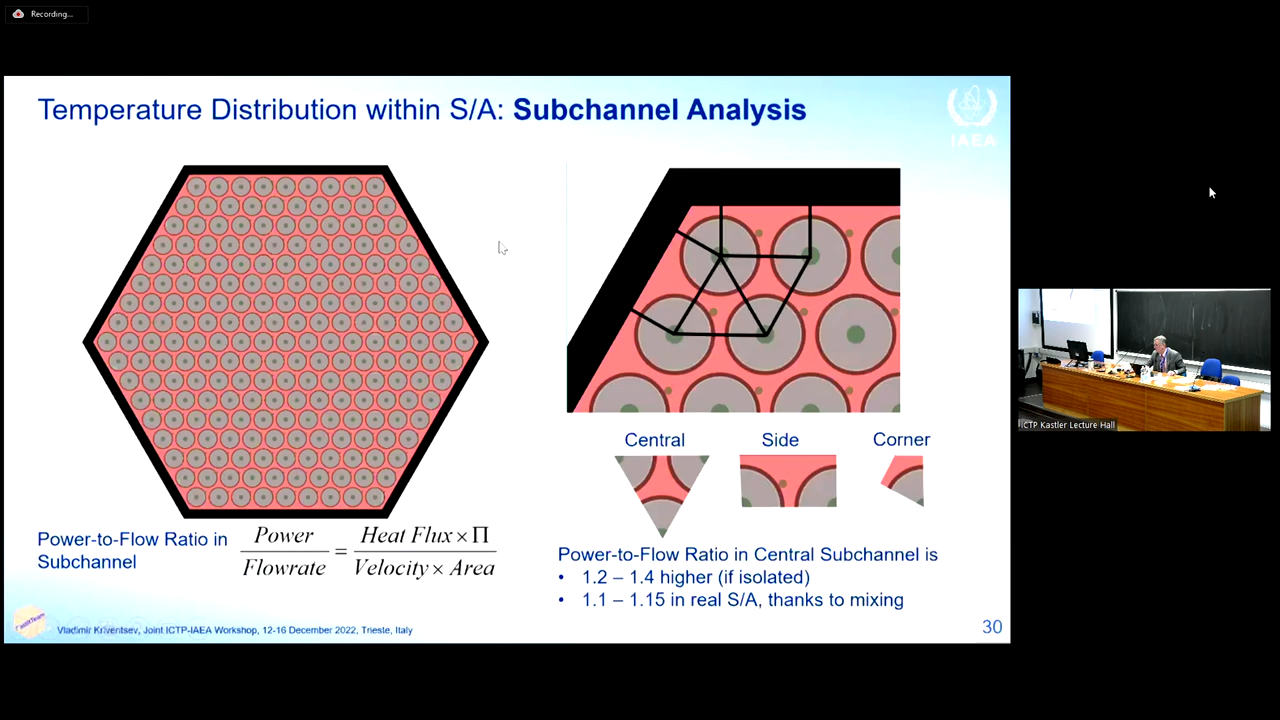 Recording...
Temperature Distribution within S/A: Subchannel Analysis
IAEA
Central Side Corner
Power-to-Flow Ratio in
Subchannel
Power
Flowrate
=
Heat Flux × Π
Velocity × Area
Power-to-Flow Ratio in Central Subchannel is
• 1.2 – 1.4 higher (if isolated)
• 1.1 – 1.15 in real S/A, thanks to mixing
Vladimir Kriventsev, Joint ICTP-IAEA Workshop, 12-16 December 2022, Trieste, Italy
30
ICTP Kastler Lecture Hall